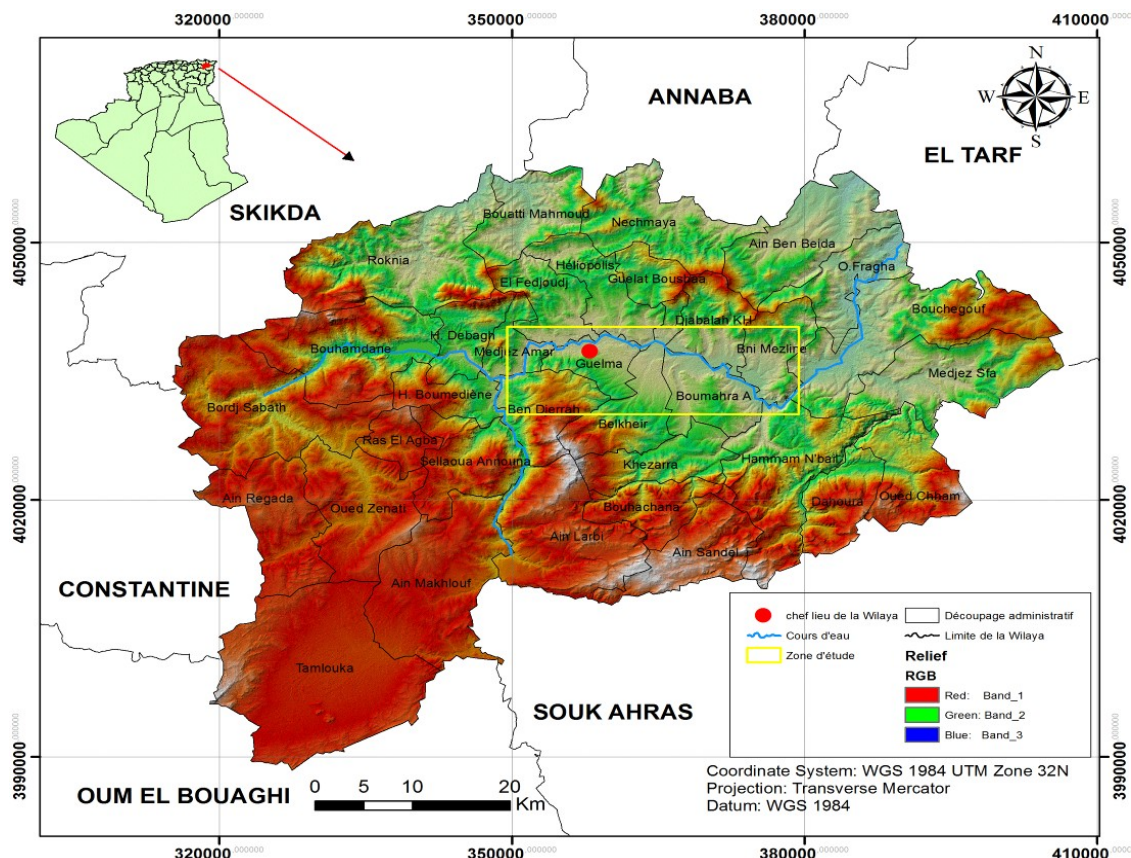 320000 350000 380000 410000
N
W E
S
ANNABA
EL TARF
SKIKDA
4050000 4050000
Bouatti Mahmoud
Nechmaya
Ain Ben Beida
Roknia
Héliopolis
O.Fragha
El Fedjoudj
Guelat Bousbaa
Bouchegouf
Djabalah KH
H. Debagh
Bouhamdane
Medjez Amar
Bni Mezline
Guelma
Medjez Sfa
H. Boumediène
Boumahra A
Bordj Sabath
Ben Djerrah
Belkheir
Ras El Agba
Hammam N'bail
Sellaoua Announa
Khezarra
Ain Regada
Oued Zenati
Bouhachana
Dahoura
Oued Chham
4020000 4020000
Ain Larbi
Ain Sandel
CONSTANTINE
Ain Makhlouf
Tamlouka
chef lieu de la Wilaya
Découpage administratif
Cours d'eau
Limite de la Wilaya
Zone d'étude
Relief
RGB
Red: Band_1
Green: Band_2
Blue: Band_3
SOUK AHRAS
3990000 3990000
Coordinate System: WGS 1984 UTM Zone 32N
Projection: Transverse Mercator
Datum: WGS 1984
OUM EL BOUAGHI
0 5 10 20
Km
320000 350000 380000 410000